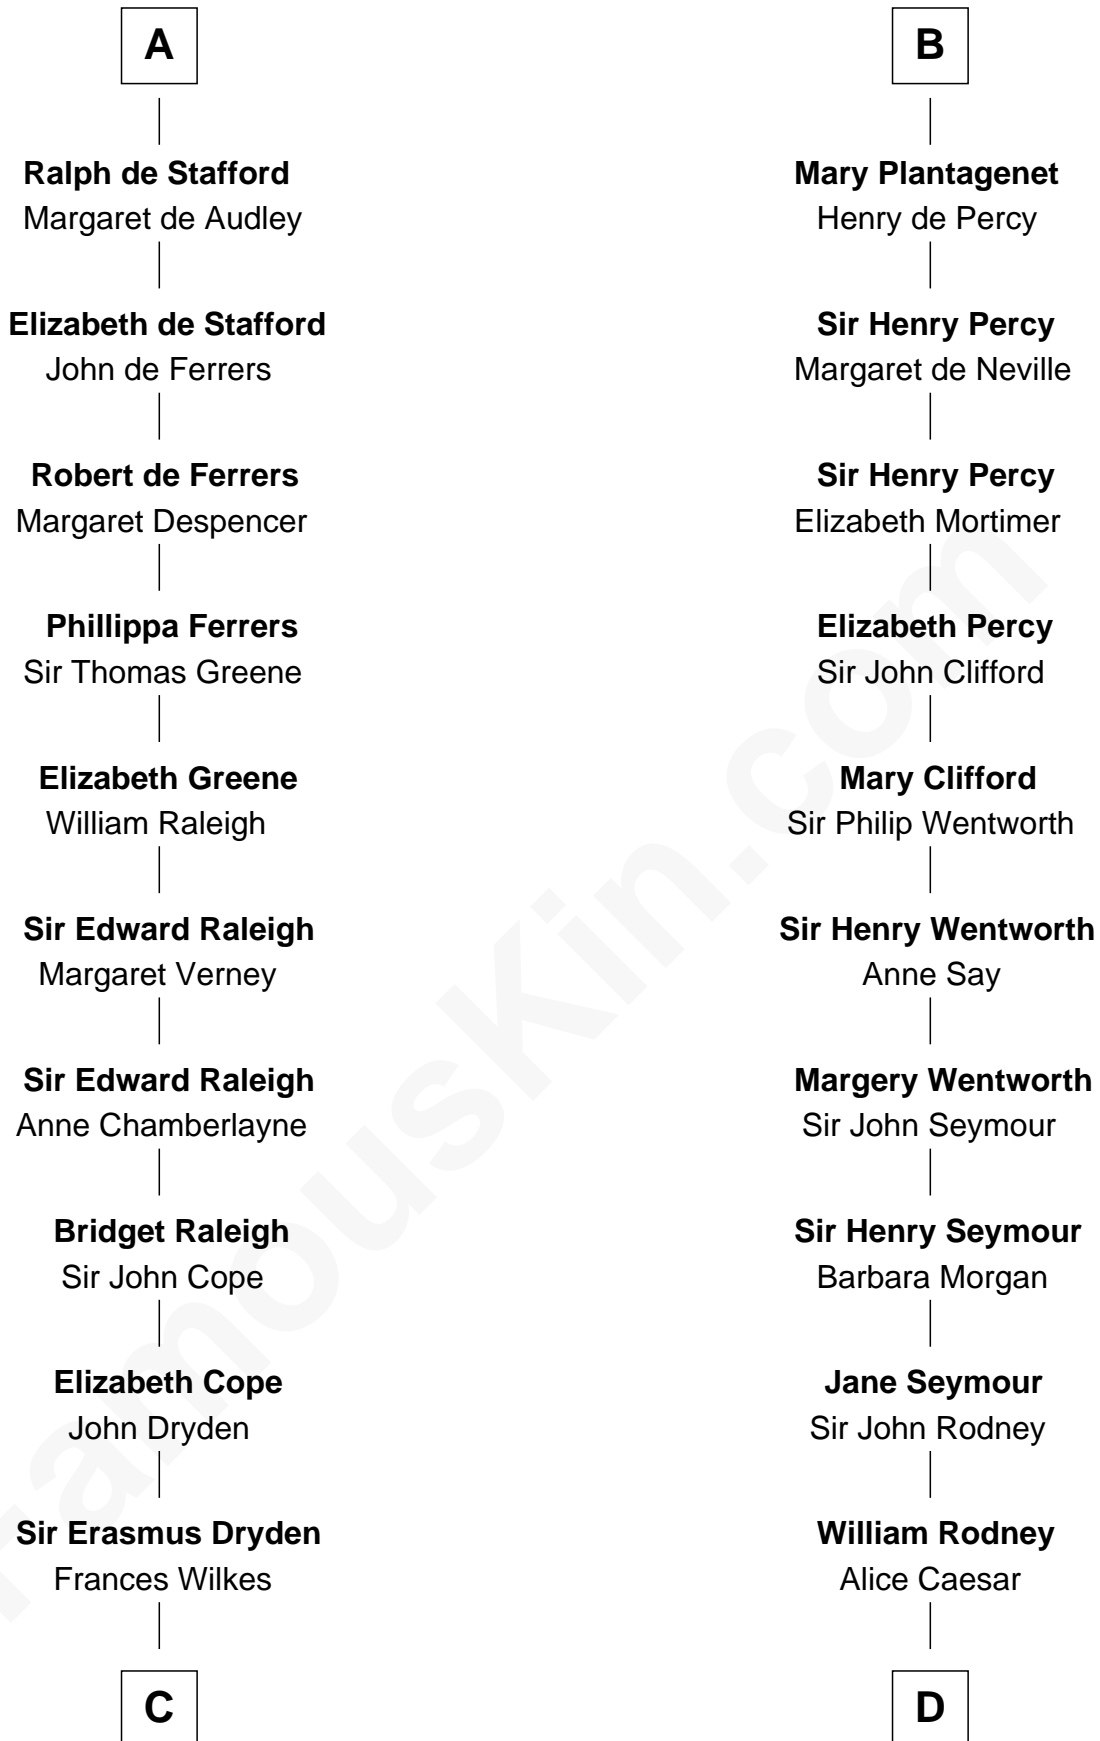 A
Ralph de Stafford
Margaret de Audley
Elizabeth de Stafford
John de Ferrers
Robert de Ferrers
Margaret Despencer
Phillippa Ferrers
Sir Thomas Greene
Elizabeth Greene
William Raleigh
Sir Edward Raleigh
Margaret Verney
Sir Edward Raleigh
Anne Chamberlayne
Bridget Raleigh
Sir John Cope
Elizabeth Cope
John Dryden
Sir Erasmus Dryden
Frances Wilkes
C
B
Mary Plantagenet
Henry de Percy
Sir Henry Percy
Margaret de Neville
Sir Henry Percy
Elizabeth Mortimer
Elizabeth Percy
Sir John Clifford
Mary Clifford
Sir Philip Wentworth
Sir Henry Wentworth
Anne Say
Margery Wentworth
Sir John Seymour
Sir Henry Seymour
Barbara Morgan
Jane Seymour
Sir John Rodney
William Rodney
Alice Caesar
D
FamousKin.com